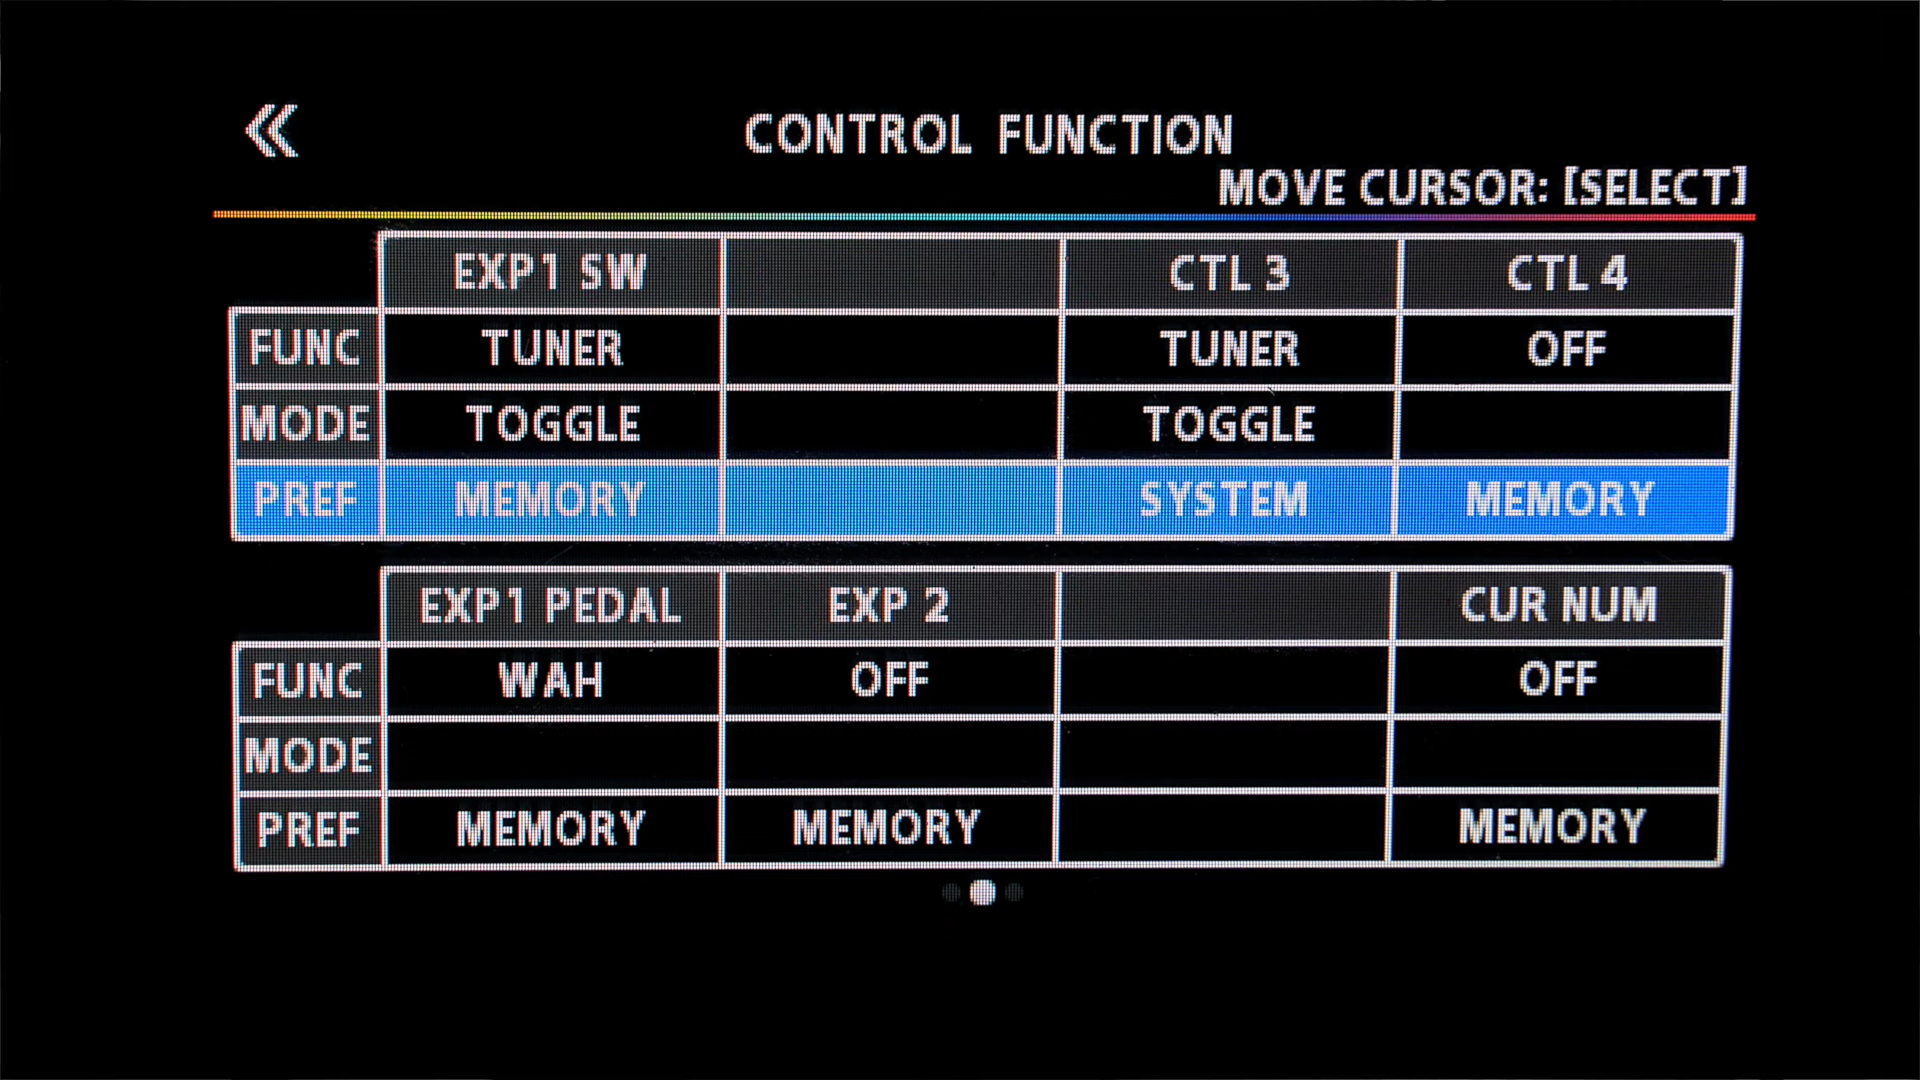 CONTROL FUNCTION
MOVE CURSOR: [SELECT]
EXP1 SW CTL 3 CTL 4
FUNC TUNER TUNER OFF
MODE TOGGLE TOGGLE
PREF MEMORY SYSTEM MEMORY
EXP1 PEDAL EXP 2 CUR NUM
FUNC WAH OFF OFF
MODE
PREF MEMORY MEMORY MEMORY